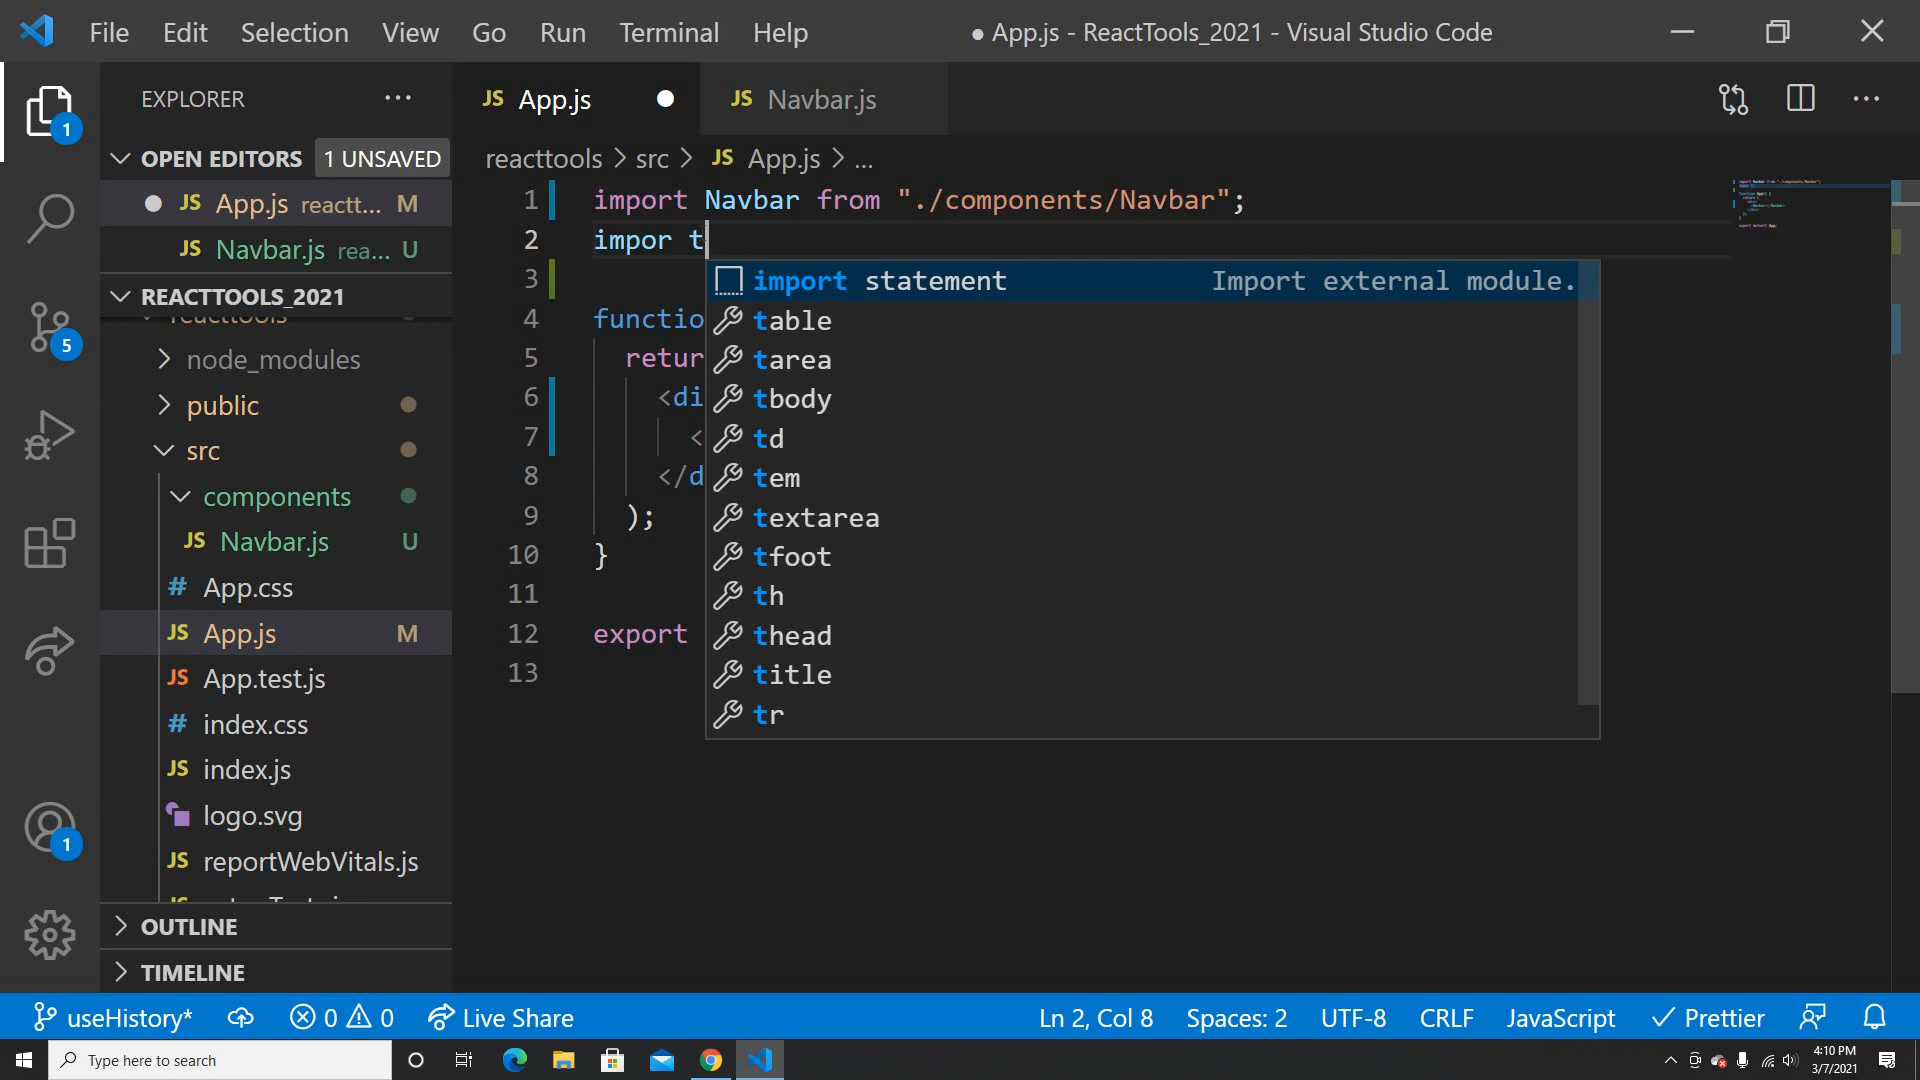 File Edit Selection View Go Run Terminal Help
● App.js - ReactTools_2021 - Visual Studio Code
EXPLORER ...
JS App.js ●
JS Navbar.js
OPEN EDITORS 1 UNSAVED
● JS App.js reactt... M
JS Navbar.js rea... U
REACTTOOLS_2021
reacttools
node_modules
public
src
components
JS Navbar.js U
# App.css
JS App.js M
JS App.test.js
# index.css
JS index.js
logo.svg
JS reportWebVitals.js
OUTLINE
TIMELINE
1
5
1
reacttools > src > JS App.js > ...
1 import Navbar from "./components/Navbar";
2 impor t
3
4 functio
5 retur
6 <di
7 <
8 </d
9 );
10 }
11
12 export
13
import statement Import external module.
table
tarea
tbody
td
tem
textarea
tfoot
th
thead
title
tr
useHistory* 0 0 Live Share
Ln 2, Col 8 Spaces: 2 UTF-8 CRLF JavaScript Prettier
Type here to search
4:10 PM
3/7/2021